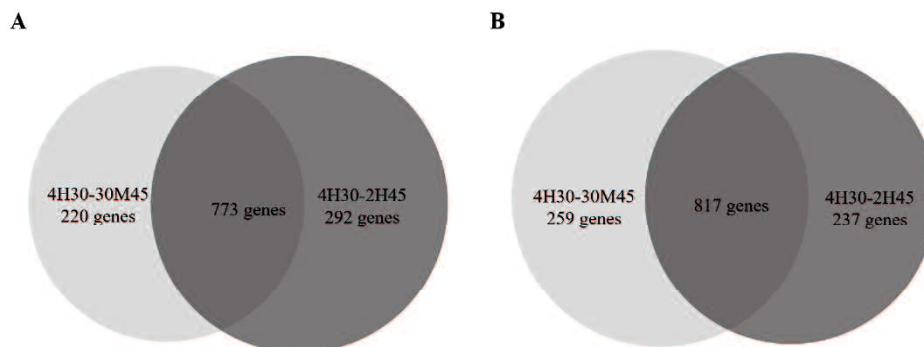 A
B
4H30-30M45
220 genes
773 genes
4H30-2H45
292 genes
4H30-30M45
259 genes
817 genes
4H30-2H45
237 genes